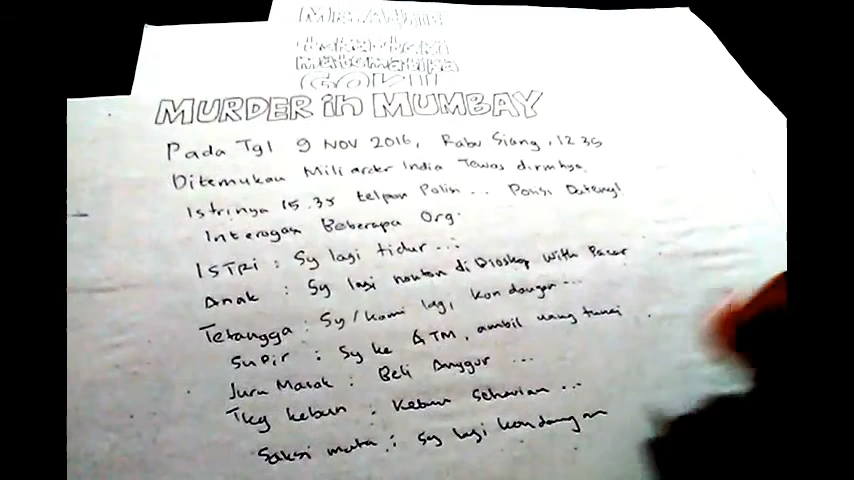 teka-teki
matematika
MURDER in MUMBAY
Pada Tgl 9 NOV 2016, Rabu Siang, 12.35
Ditemukan Miliarder India Tewas dirmhnya
Istrinya 15.35 telpon Polisi .. Polisi Datang!
Interogasi Beberapa Org.
ISTRI : Sy lagi tidur ...
Anak : Sy lagi nonton di Bioskop with Pacar
Tetangga : Sy/kami lagi kondangan ...
Supir : Sy ke ATM, ambil uang tunai
Juru Masak : Beli Anggur ...
Tkg kebun : Kebun Seharian ...
Saksi mata : Sy lagi kondangan